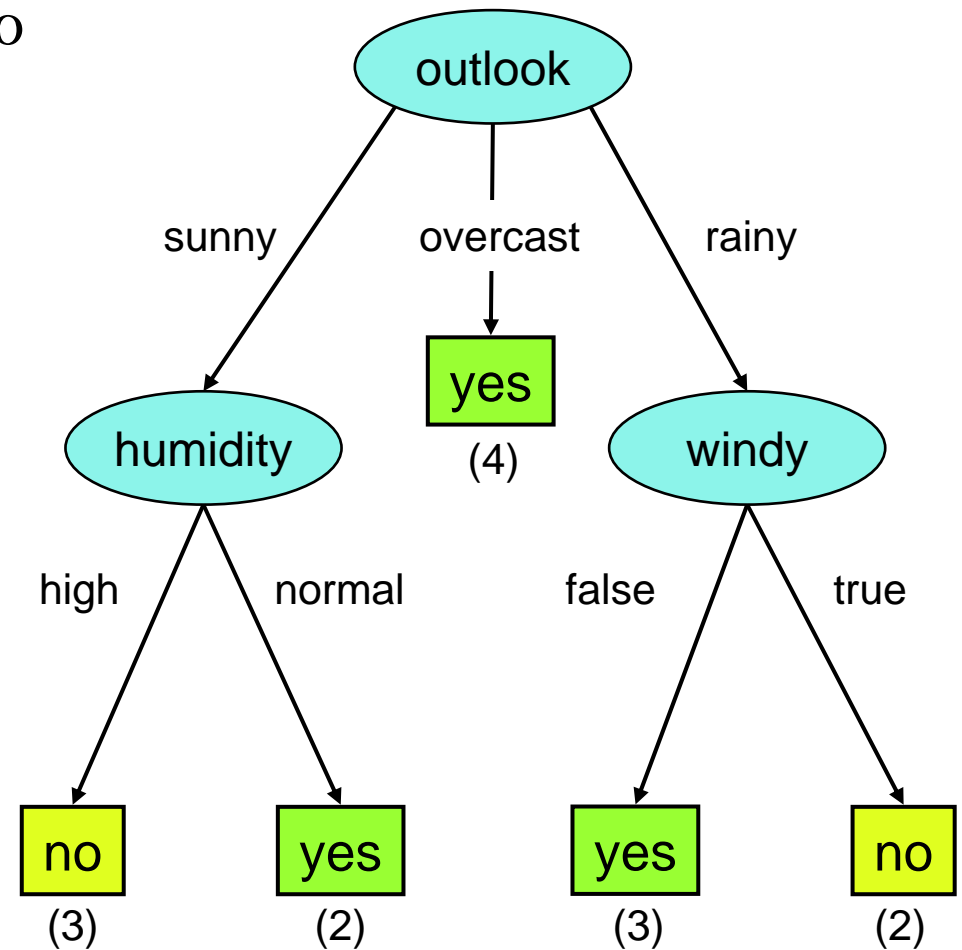 o
outlook
sunny overcast rainy
yes
(4)
humidity windy
high normal false true
no yes yes no
(3) (2) (3) (2)